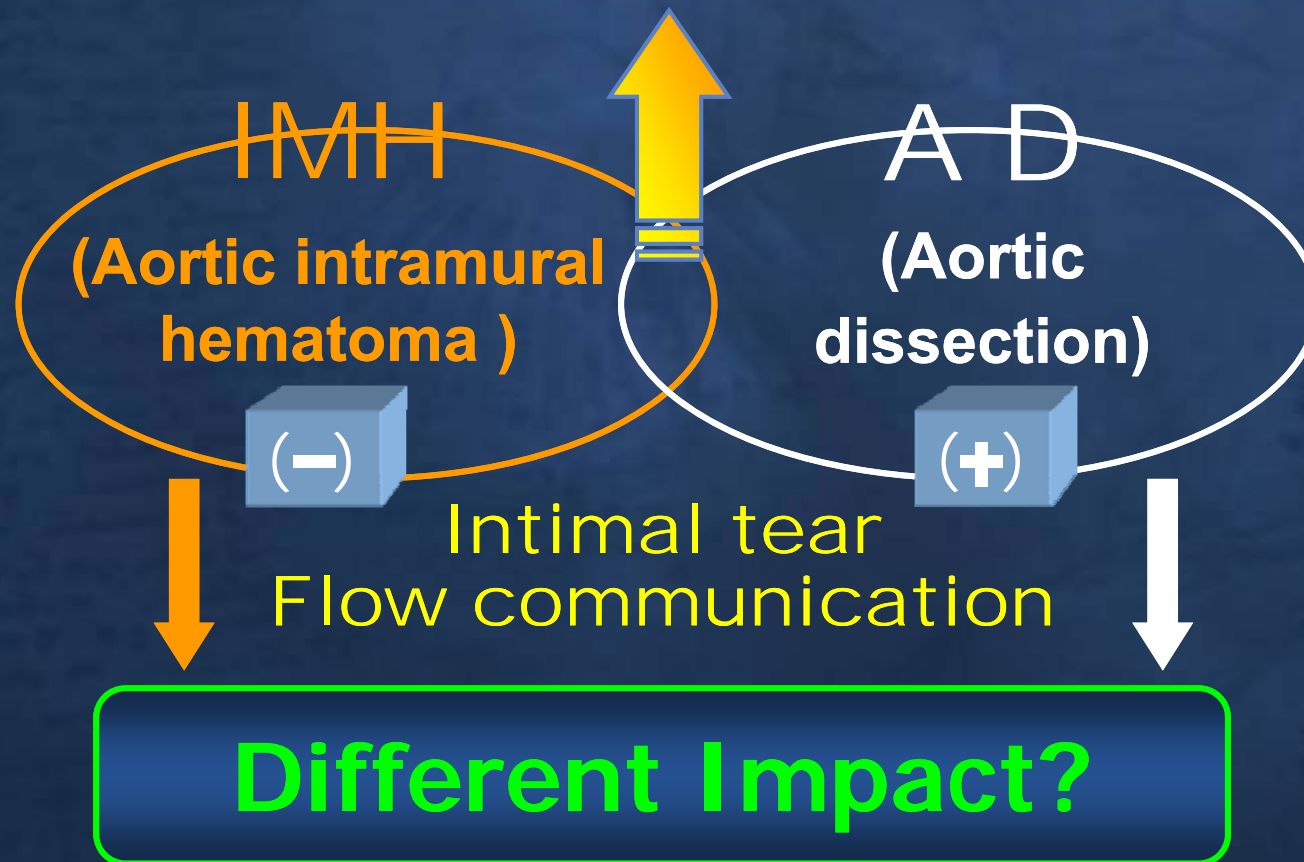 IMH
A D
(Aortic intramural
hematoma )
(Aortic
dissection)
(−)
(+)
Intimal tear
Flow communication
Different Impact?